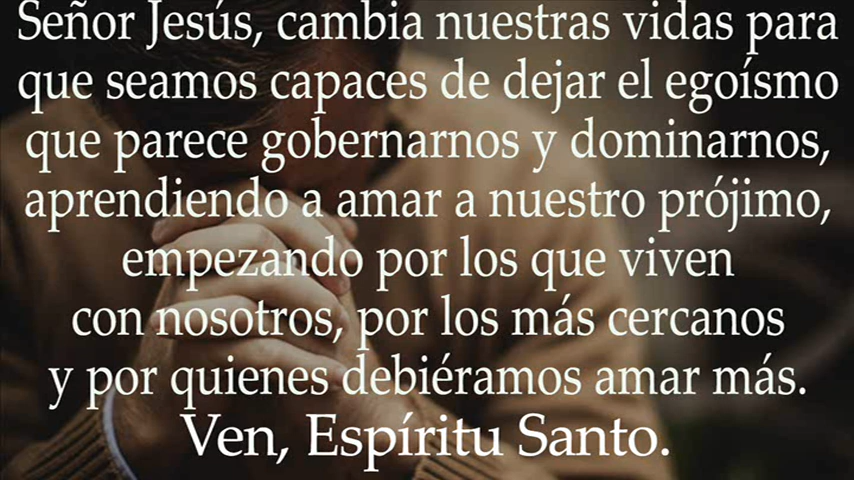 Señor Jesús, cambia nuestras vidas para
que seamos capaces de dejar el egoísmo
que parece gobernarnos y dominarnos,
aprendiendo a amar a nuestro prójimo,
empezando por los que viven
con nosotros, por los más cercanos
y por quienes debiéramos amar más.
Ven, Espíritu Santo.